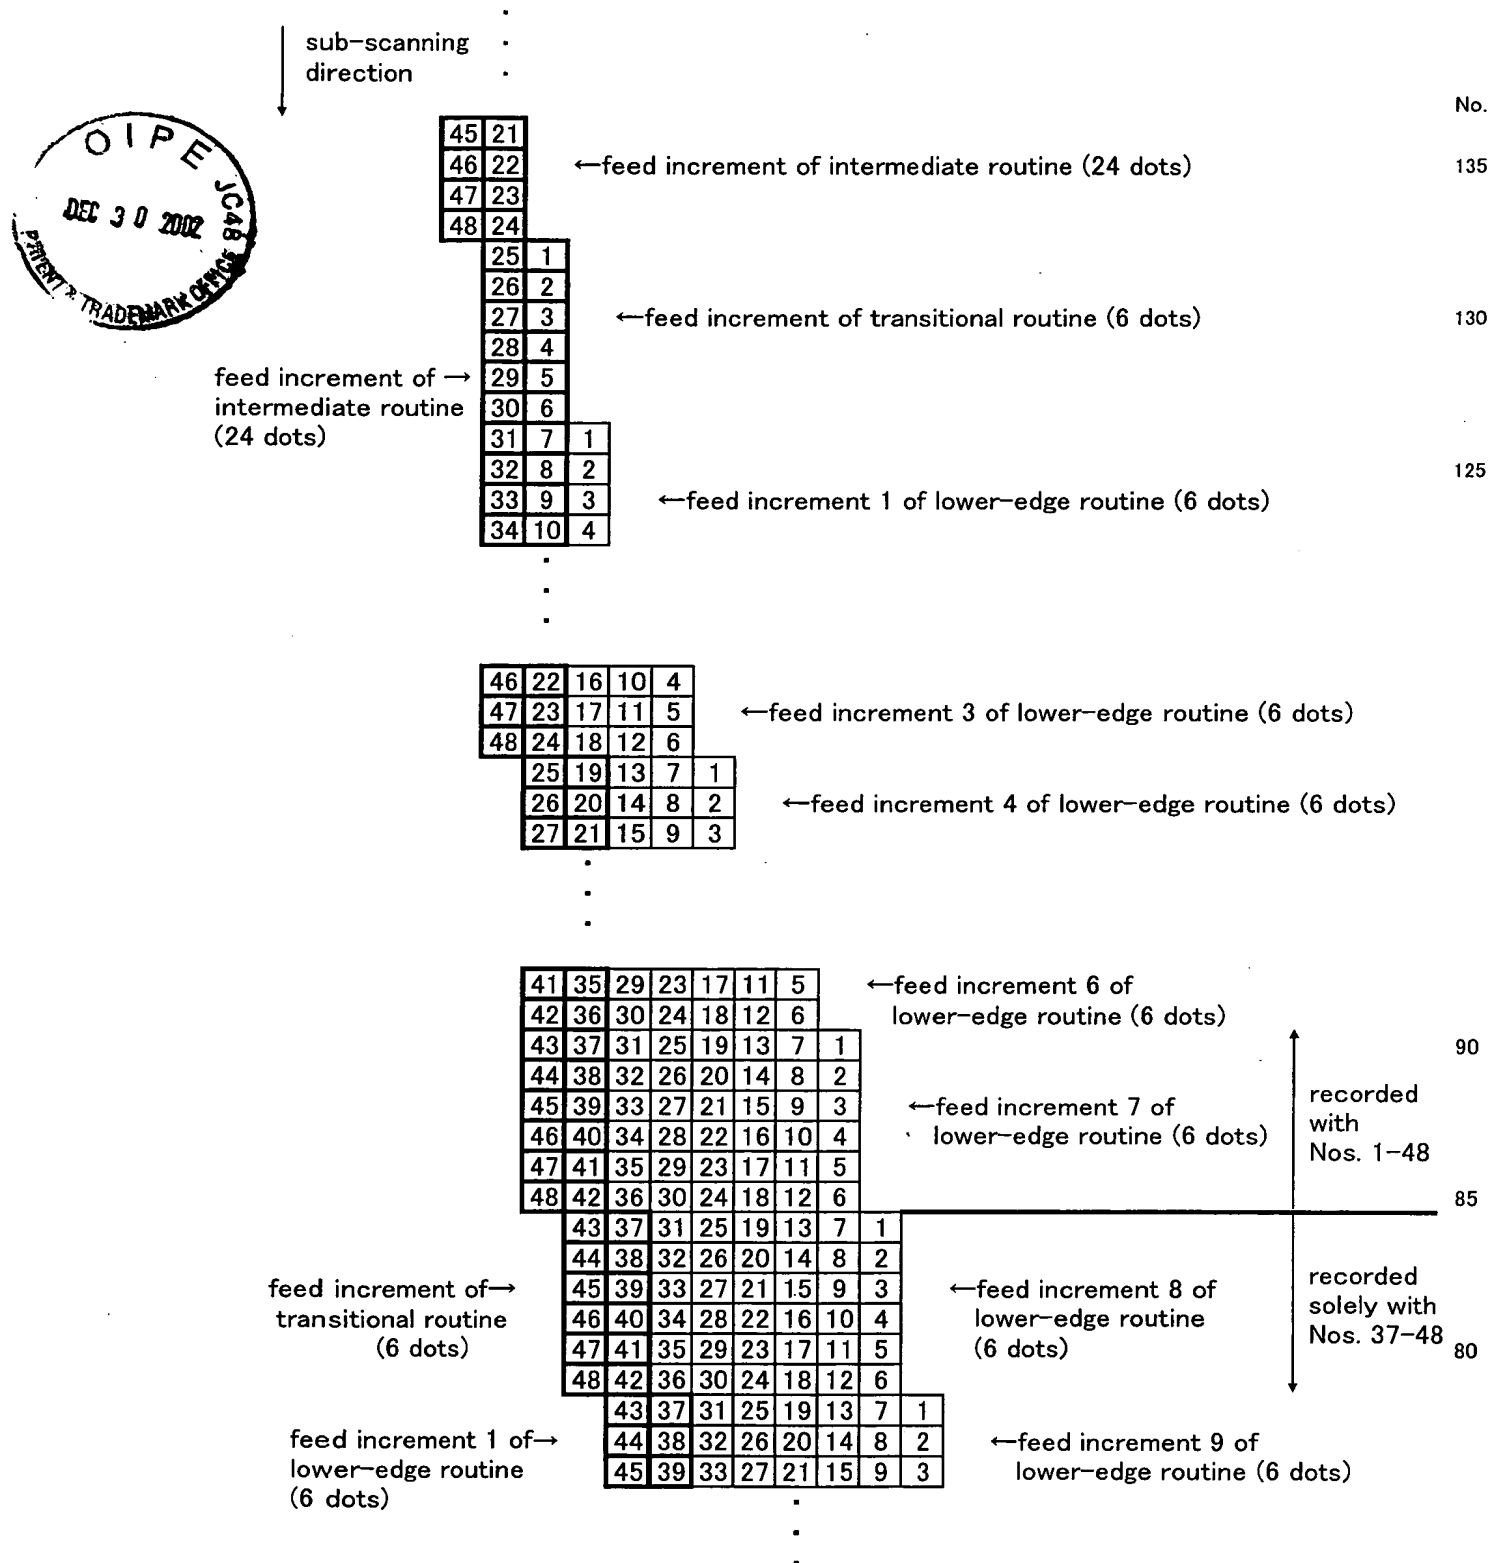 sub-scanning
direction
No.
OIPE JC48
DEC 30 2002
PATENT & TRADEMARK OFFICE
45 21
46 22 ←feed increment of intermediate routine (24 dots) 135
47 23
48 24
25 1
26 2
27 3 ←feed increment of transitional routine (6 dots) 130
28 4
feed increment of → 29 5
intermediate routine 30 6
(24 dots) 31 7 1
32 8 2 125
33 9 3 ←feed increment 1 of lower-edge routine (6 dots)
34 10 4
46 22 16 10 4
47 23 17 11 5 ←feed increment 3 of lower-edge routine (6 dots)
48 24 18 12 6
25 19 13 7 1
26 20 14 8 2 ←feed increment 4 of lower-edge routine (6 dots)
27 21 15 9 3
41 35 29 23 17 11 5 ←feed increment 6 of
42 36 30 24 18 12 6 lower-edge routine (6 dots)
43 37 31 25 19 13 7 1 90
44 38 32 26 20 14 8 2 recorded
45 39 33 27 21 15 9 3 ←feed increment 7 of with
46 40 34 28 22 16 10 4 lower-edge routine (6 dots) Nos. 1-48
47 41 35 29 23 17 11 5
48 42 36 30 24 18 12 6 85
43 37 31 25 19 13 7 1
44 38 32 26 20 14 8 2 recorded
feed increment of→ 45 39 33 27 21 15 9 3 ←feed increment 8 of solely with
transitional routine 46 40 34 28 22 16 10 4 lower-edge routine Nos. 37-48
(6 dots) 47 41 35 29 23 17 11 5 (6 dots) 80
48 42 36 30 24 18 12 6
43 37 31 25 19 13 7 1
feed increment 1 of→ 44 38 32 26 20 14 8 2 ←feed increment 9 of
lower-edge routine 45 39 33 27 21 15 9 3 lower-edge routine (6 dots)
(6 dots)